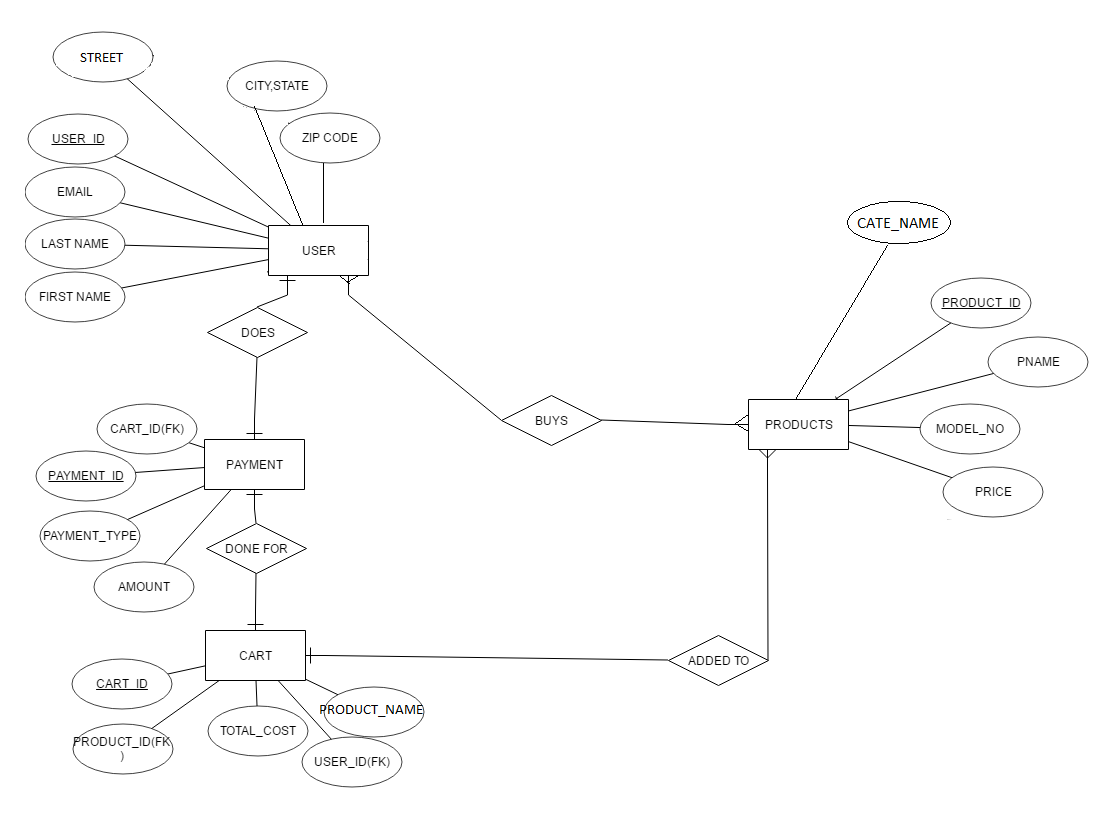 STREET
CITY,STATE
ZIP CODE
USER_ID
EMAIL
LAST NAME
FIRST NAME
USER
CATE_NAME
PRODUCT_ID
PNAME
MODEL_NO
PRICE
PRODUCTS
DOES
BUYS
CART_ID(FK)
PAYMENT
PAYMENT_ID
PAYMENT_TYPE
AMOUNT
DONE FOR
CART
ADDED TO
CART_ID
PRODUCT_NAME
PRODUCT_ID(FK
)
TOTAL_COST
USER_ID(FK)